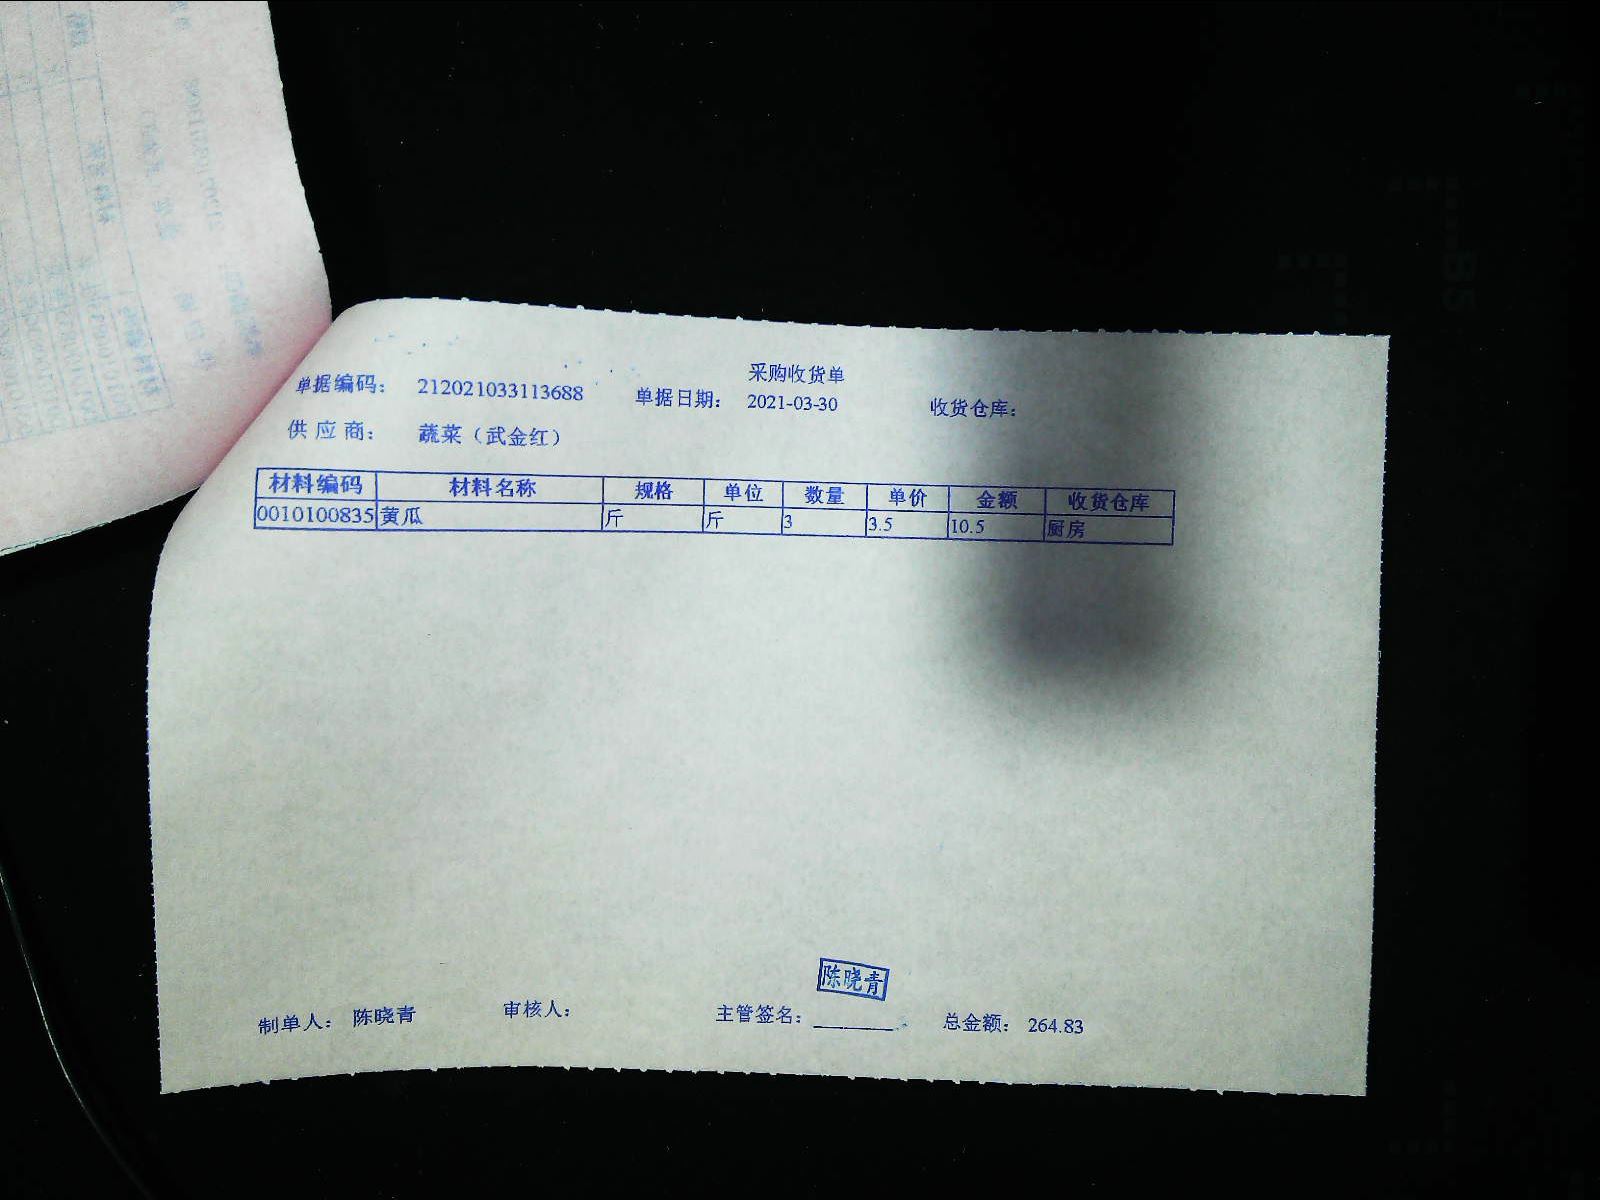 采购收货单
单据编码： 212021033113688 单据日期： 2021-03-30 收货仓库：
供 应 商： 蔬菜（武金红）
材料编码 材料名称 规格 单位 数量 单价 金额 收货仓库
0010100835 黄瓜 斤 斤 3 3.5 10.5 厨房
陈晓青
制单人： 陈晓青 审核人： 主管签名： 总金额： 264.83